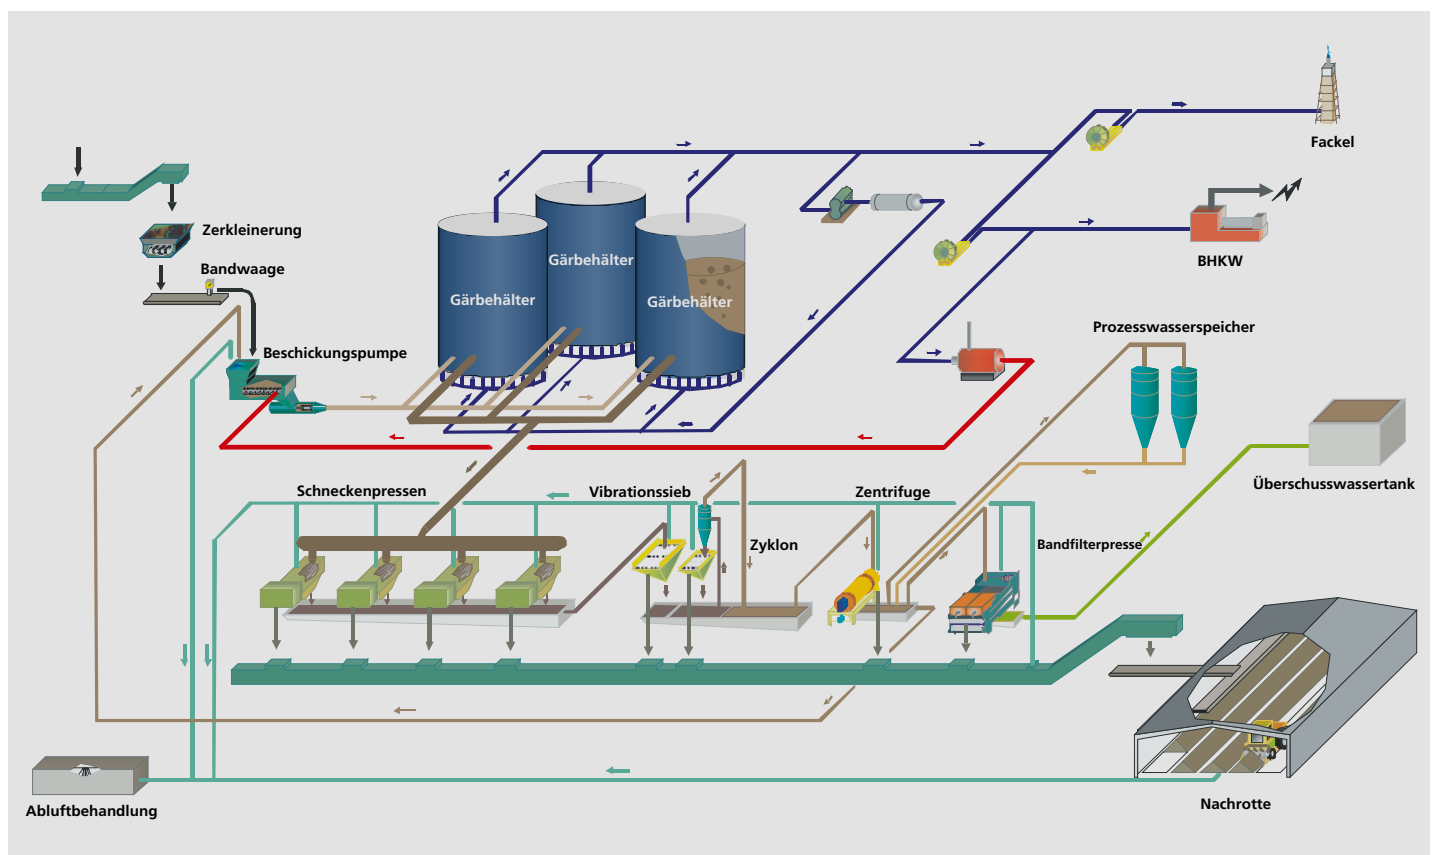 Fackel
Zerkleinerung
Gärbehälter
BHKW
Bandwaage
Gärbehälter
Gärbehälter
Prozesswasserspeicher
Beschickungspumpe
Überschusswassertank
Schneckenpressen
Vibrationssieb
Zentrifuge
Zyklon
Bandfilterpresse
Nachrotte
Abluftbehandlung